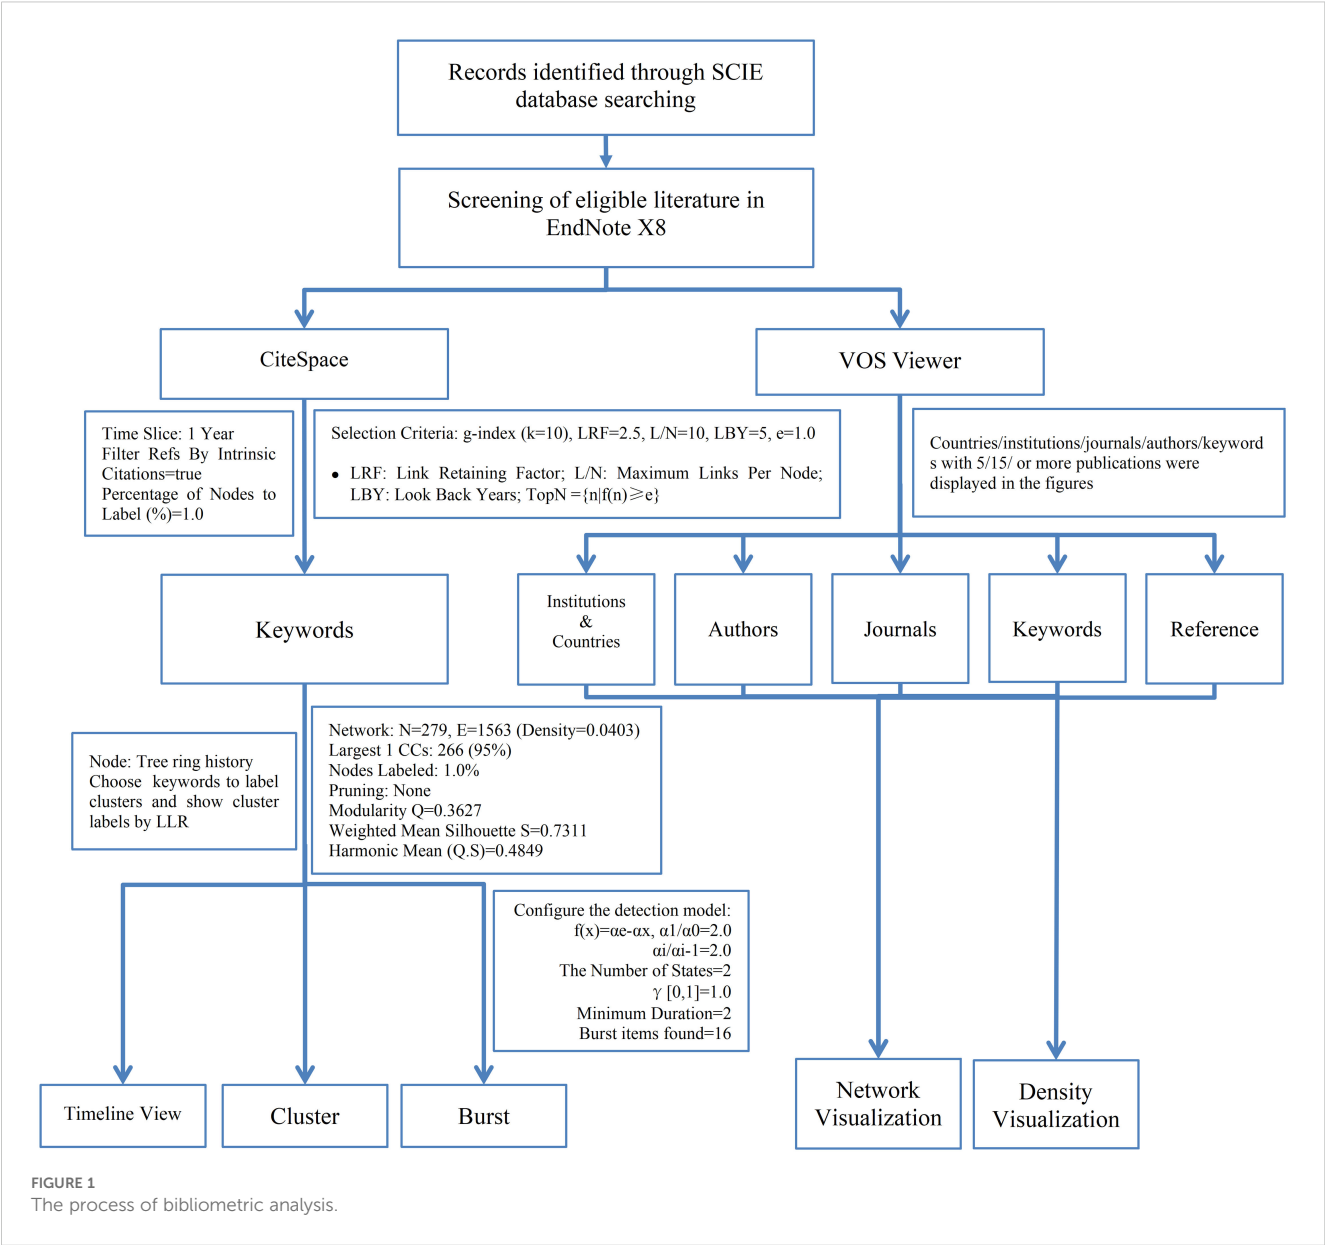 Records identified through SCIE
database searching
Screening of eligible literature in
EndNote X8
CiteSpace
VOS Viewer
Time Slice: 1 Year
Filter Refs By Intrinsic
Citations=true
Percentage of Nodes to
Label (%)=1.0
Selection Criteria: g-index (k=10), LRF=2.5, L/N=10, LBY=5, e=1.0
• LRF: Link Retaining Factor; L/N: Maximum Links Per Node;
LBY: Look Back Years; TopN ={n|f(n)≥e}
Countries/institutions/journals/authors/keyword
s with 5/15/ or more publications were
displayed in the figures
Keywords
Institutions
&
Countries
Authors
Journals
Keywords
Reference
Node: Tree ring history
Choose keywords to label
clusters and show cluster
labels by LLR
Network: N=279, E=1563 (Density=0.0403)
Largest 1 CCs: 266 (95%)
Nodes Labeled: 1.0%
Pruning: None
Modularity Q=0.3627
Weighted Mean Silhouette S=0.7311
Harmonic Mean (Q.S)=0.4849
Configure the detection model:
f(x)=αe-αx, α1/α0=2.0
αi/αi-1=2.0
The Number of States=2
γ [0,1]=1.0
Minimum Duration=2
Burst items found=16
Timeline View
Cluster
Burst
Network
Visualization
Density
Visualization
FIGURE 1
The process of bibliometric analysis.